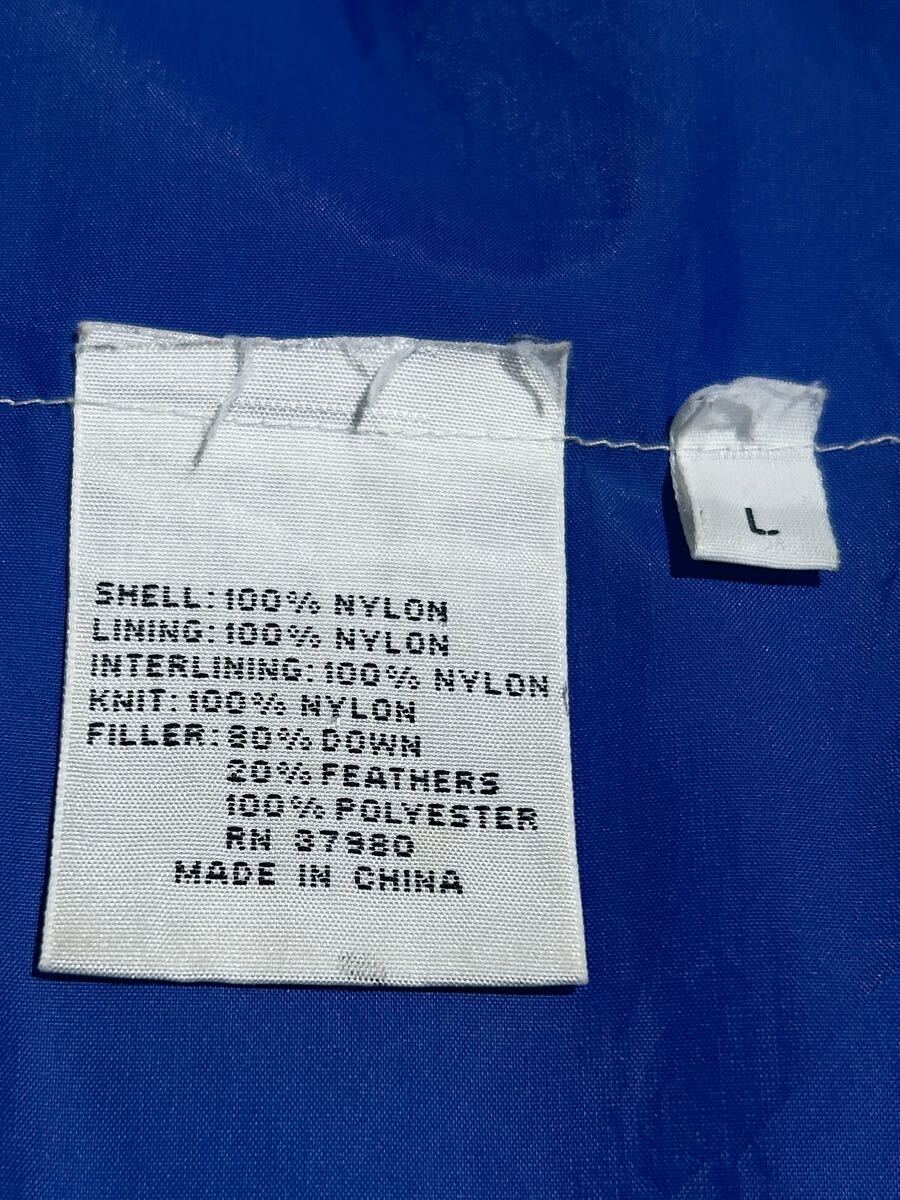 SHELL: 100% NYLON
LINING: 100% NYLON
INTERLINING: 100% NYLON
KNIT: 100% NYLON
FILLER: 80% DOWN
20% FEATHERS
100% POLYESTER
RN 37980
MADE IN CHINA
L